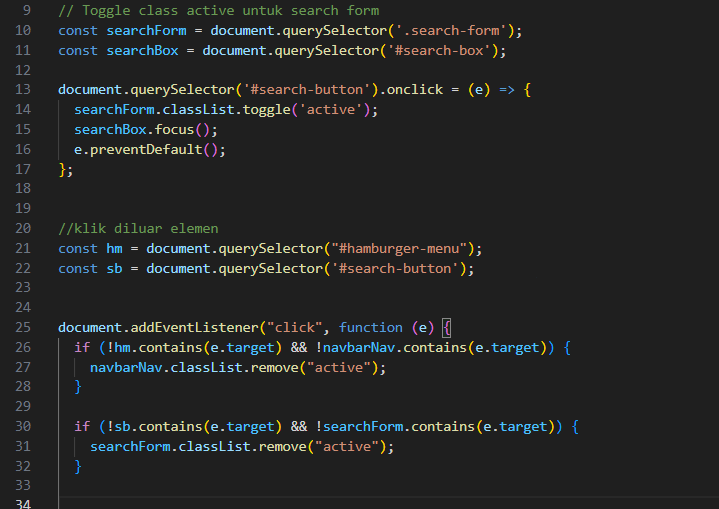 9 // Toggle class active untuk search form
10 const searchForm = document.querySelector('.search-form');
11 const searchBox = document.querySelector('#search-box');
12
13 document.querySelector('#search-button').onclick = (e) => {
14   searchForm.classList.toggle('active');
15   searchBox.focus();
16   e.preventDefault();
17 };
18
19
20 //klik diluar elemen
21 const hm = document.querySelector("#hamburger-menu");
22 const sb = document.querySelector('#search-button');
23
24
25 document.addEventListener("click", function (e) {
26   if (!hm.contains(e.target) && !navbarNav.contains(e.target)) {
27     navbarNav.classList.remove("active");
28   }
29
30   if (!sb.contains(e.target) && !searchForm.contains(e.target)) {
31     searchForm.classList.remove("active");
32   }
33
34